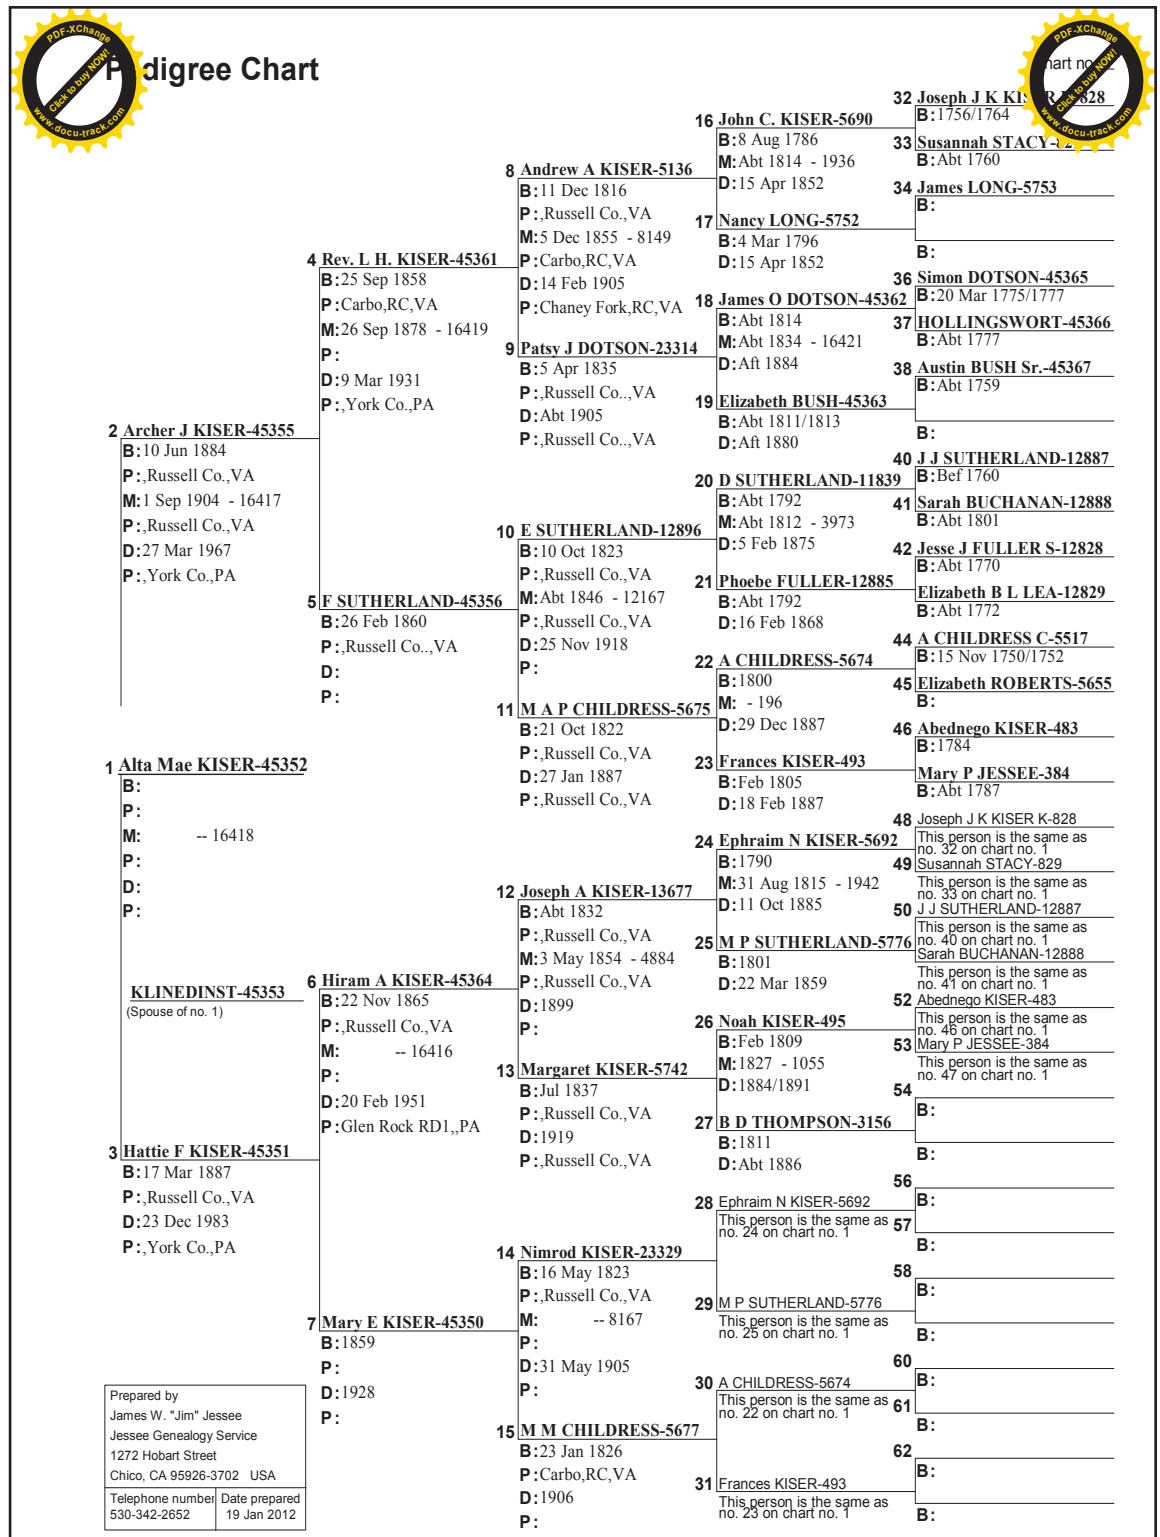 Pedigree Chart
Chart no.
PDF-XChange
Click to buy NOW!
www.docu-track.com
PDF-XChange
Click to buy NOW!
www.docu-track.com
1 Alta Mae KISER-45352
B:
P:
M: -- 16418
P:
D:
P:
KLINEDINST-45353
(Spouse of no. 1)
2 Archer J KISER-45355
B: 10 Jun 1884
P: ,Russell Co.,VA
M: 1 Sep 1904 - 16417
P: ,Russell Co.,VA
D: 27 Mar 1967
P: ,York Co.,PA
3 Hattie F KISER-45351
B: 17 Mar 1887
P: ,Russell Co.,VA
D: 23 Dec 1983
P: ,York Co.,PA
4 Rev. L H. KISER-45361
B: 25 Sep 1858
P: Carbo,RC,VA
M: 26 Sep 1878 - 16419
P:
D: 9 Mar 1931
P: ,York Co.,PA
5 F SUTHERLAND-45356
B: 26 Feb 1860
P: ,Russell Co..,VA
D:
P:
6 Hiram A KISER-45364
B: 22 Nov 1865
P: ,Russell Co.,VA
M: -- 16416
P:
D: 20 Feb 1951
P: Glen Rock RD1,,PA
7 Mary E KISER-45350
B: 1859
P:
D: 1928
P:
8 Andrew A KISER-5136
B: 11 Dec 1816
P: ,Russell Co.,VA
M: 5 Dec 1855 - 8149
P: Carbo,RC,VA
D: 14 Feb 1905
P: Chaney Fork,RC,VA
9 Patsy J DOTSON-23314
B: 5 Apr 1835
P: ,Russell Co..,VA
D: Abt 1905
P: ,Russell Co..,VA
10 E SUTHERLAND-12896
B: 10 Oct 1823
P: ,Russell Co.,VA
M: Abt 1846 - 12167
P: ,Russell Co.,VA
D: 25 Nov 1918
P:
11 M A P CHILDRESS-5675
B: 21 Oct 1822
P: ,Russell Co.,VA
D: 27 Jan 1887
P: ,Russell Co.,VA
12 Joseph A KISER-13677
B: Abt 1832
P: ,Russell Co.,VA
M: 3 May 1854 - 4884
P: ,Russell Co.,VA
D: 1899
P:
13 Margaret KISER-5742
B: Jul 1837
P: ,Russell Co.,VA
D: 1919
P: ,Russell Co.,VA
14 Nimrod KISER-23329
B: 16 May 1823
P: ,Russell Co.,VA
M: -- 8167
P:
D: 31 May 1905
P:
15 M M CHILDRESS-5677
B: 23 Jan 1826
P: Carbo,RC,VA
D: 1906
P:
16 John C. KISER-5690
B: 8 Aug 1786
M: Abt 1814 - 1936
D: 15 Apr 1852
17 Nancy LONG-5752
B: 4 Mar 1796
D: 15 Apr 1852
18 James O DOTSON-45362
B: Abt 1814
M: Abt 1834 - 16421
D: Aft 1884
19 Elizabeth BUSH-45363
B: Abt 1811/1813
D: Aft 1880
20 D SUTHERLAND-11839
B: Abt 1792
M: Abt 1812 - 3973
D: 5 Feb 1875
21 Phoebe FULLER-12885
B: Abt 1792
D: 16 Feb 1868
22 A CHILDRESS-5674
B: 1800
M: - 196
D: 29 Dec 1887
23 Frances KISER-493
B: Feb 1805
D: 18 Feb 1887
24 Ephraim N KISER-5692
B: 1790
M: 31 Aug 1815 - 1942
D: 11 Oct 1885
25 M P SUTHERLAND-5776
B: 1801
D: 22 Mar 1859
26 Noah KISER-495
B: Feb 1809
M: 1827 - 1055
D: 1884/1891
27 B D THOMPSON-3156
B: 1811
D: Abt 1886
28 Ephraim N KISER-5692
This person is the same as
no. 24 on chart no. 1
29 M P SUTHERLAND-5776
This person is the same as
no. 25 on chart no. 1
30 A CHILDRESS-5674
This person is the same as
no. 22 on chart no. 1
31 Frances KISER-493
This person is the same as
no. 23 on chart no. 1
32 Joseph J K KISER K-828
B: 1756/1764
33 Susannah STACY-82
B: Abt 1760
34 James LONG-5753
B:
B:
36 Simon DOTSON-45365
B: 20 Mar 1775/1777
37 HOLLINGSWORT-45366
B: Abt 1777
38 Austin BUSH Sr.-45367
B: Abt 1759
B:
40 J J SUTHERLAND-12887
B: Bef 1760
41 Sarah BUCHANAN-12888
B: Abt 1801
42 Jesse J FULLER S-12828
B: Abt 1770
Elizabeth B L LEA-12829
B: Abt 1772
44 A CHILDRESS C-5517
B: 15 Nov 1750/1752
45 Elizabeth ROBERTS-5655
B:
46 Abednego KISER-483
B: 1784
Mary P JESSEE-384
B: Abt 1787
48 Joseph J K KISER K-828
This person is the same as
no. 32 on chart no. 1
49 Susannah STACY-829
This person is the same as
no. 33 on chart no. 1
50 J J SUTHERLAND-12887
This person is the same as
no. 40 on chart no. 1
Sarah BUCHANAN-12888
This person is the same as
no. 41 on chart no. 1
52 Abednego KISER-483
This person is the same as
no. 46 on chart no. 1
53 Mary P JESSEE-384
This person is the same as
no. 47 on chart no. 1
54
B:
B:
56
B:
57
B:
58
B:
B:
60
B:
61
B:
62
B:
B:
Prepared by
James W. "Jim" Jessee
Jessee Genealogy Service
1272 Hobart Street
Chico, CA 95926-3702 USA
Telephone number
530-342-2652
Date prepared
19 Jan 2012